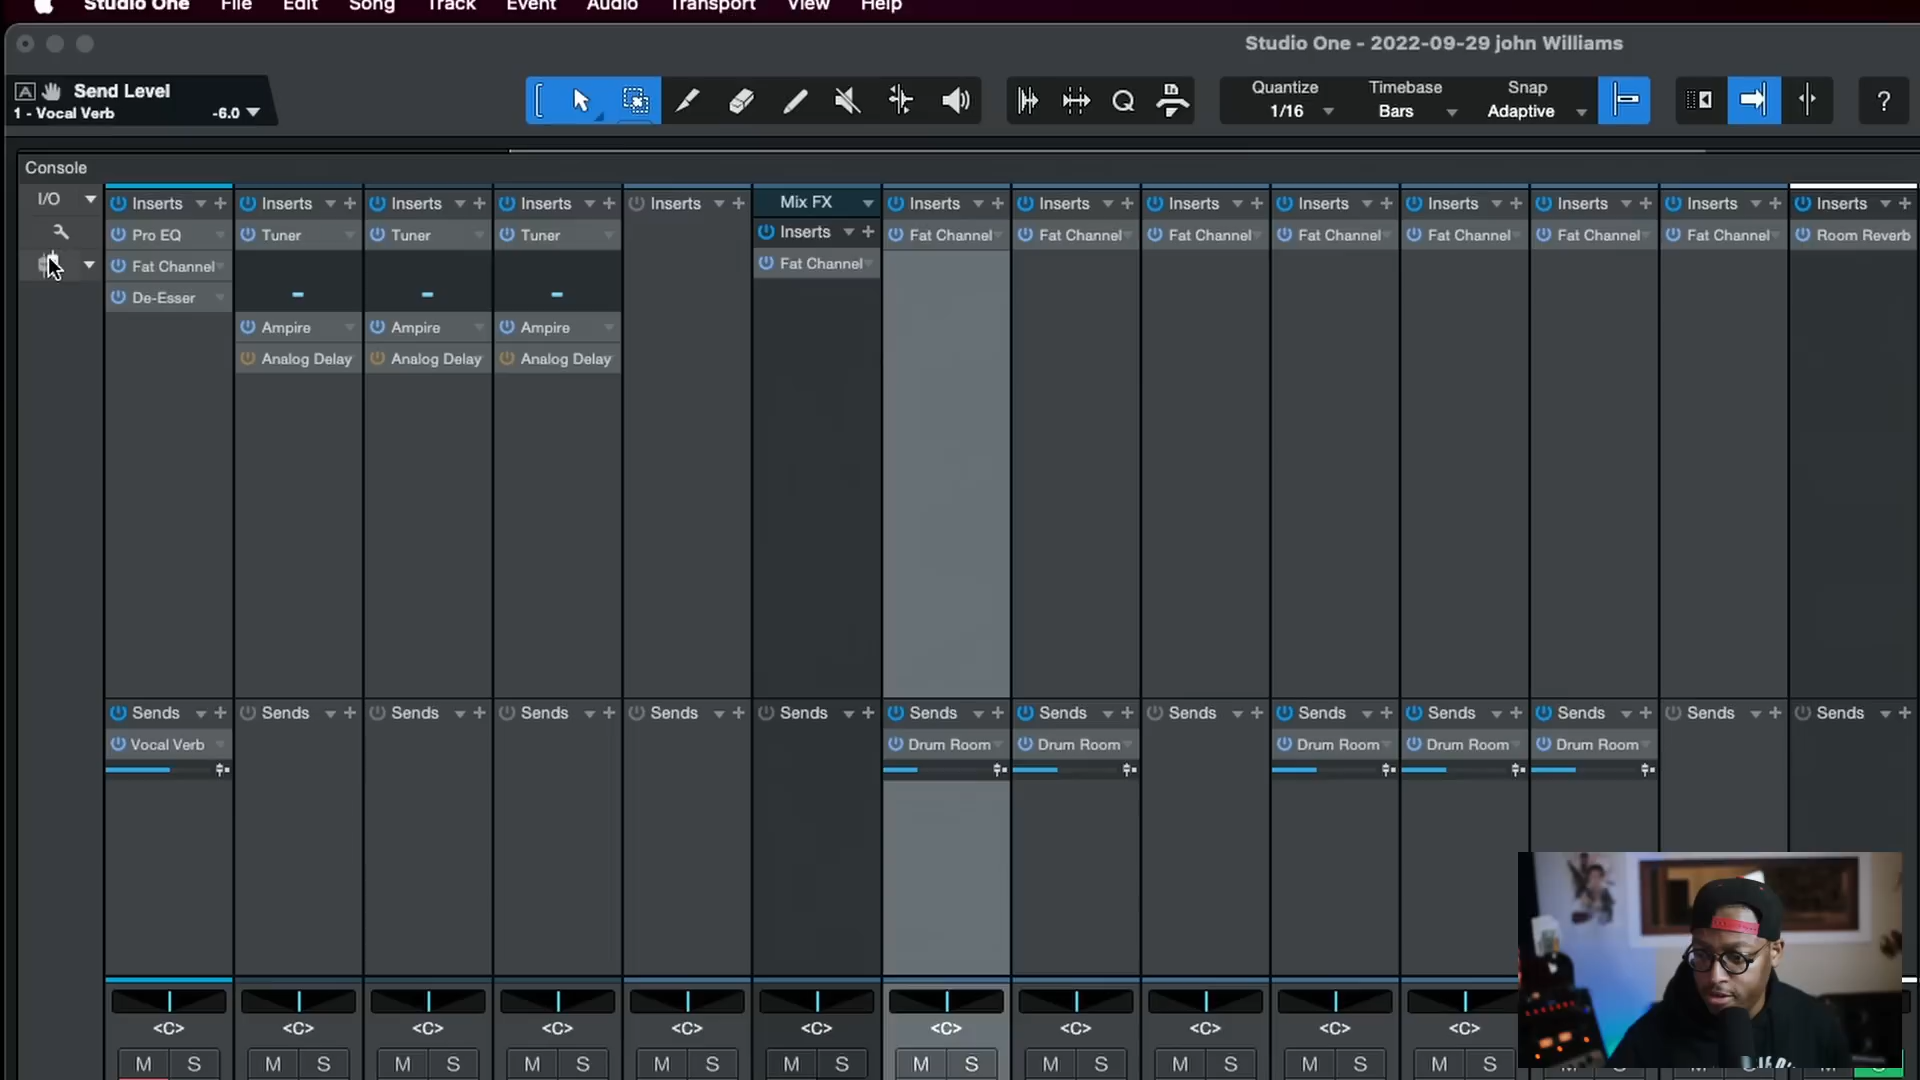 Studio One File Edit Song Track Event Audio Transport View Help
Studio One - 2022-09-29 john Williams
A Send Level
1 - Vocal Verb -6.0
Quantize Timebase Snap
1/16 Bars Adaptive
Q
?
Console
I/O
Inserts Inserts Inserts Inserts Inserts Mix FX Inserts Inserts Inserts Inserts Inserts Inserts Inserts Inserts
Inserts
Pro EQ Tuner Tuner Tuner Fat Channel Fat Channel Fat Channel Fat Channel Fat Channel Fat Channel Fat Channel Room Reverb
Fat Channel Fat Channel
De-Esser
Ampire Ampire Ampire
Analog Delay Analog Delay Analog Delay
Sends Sends Sends Sends Sends Sends Sends Sends Sends Sends Sends Sends Sends Sends
Vocal Verb Drum Room Drum Room Drum Room Drum Room Drum Room
<C> <C> <C> <C> <C> <C> <C> <C> <C> <C> <C>
M S M S M S M S M S M S M S M S M S M S M S